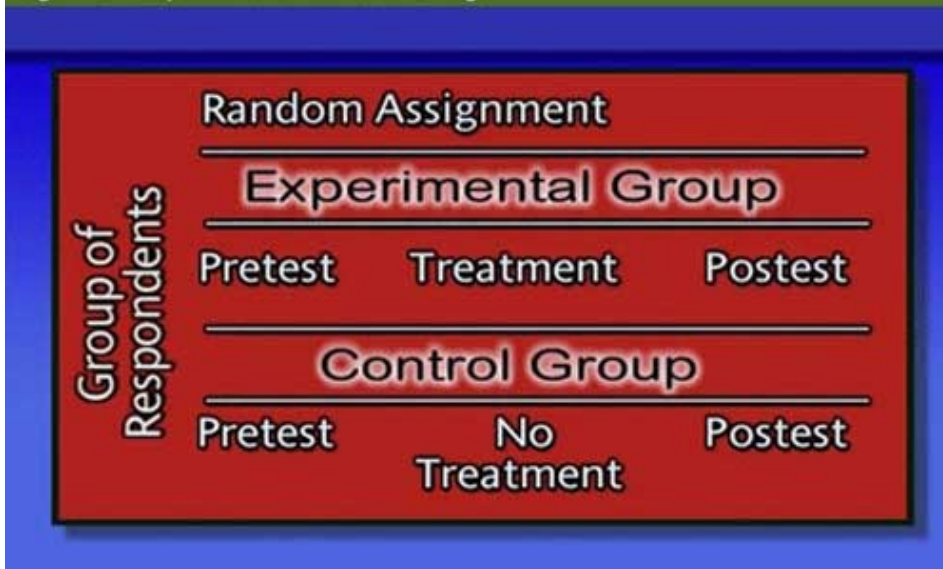 Random Assignment
Experimental Group
Pretest Treatment Postest
Control Group
Pretest No Treatment Postest
Group of
Respondents